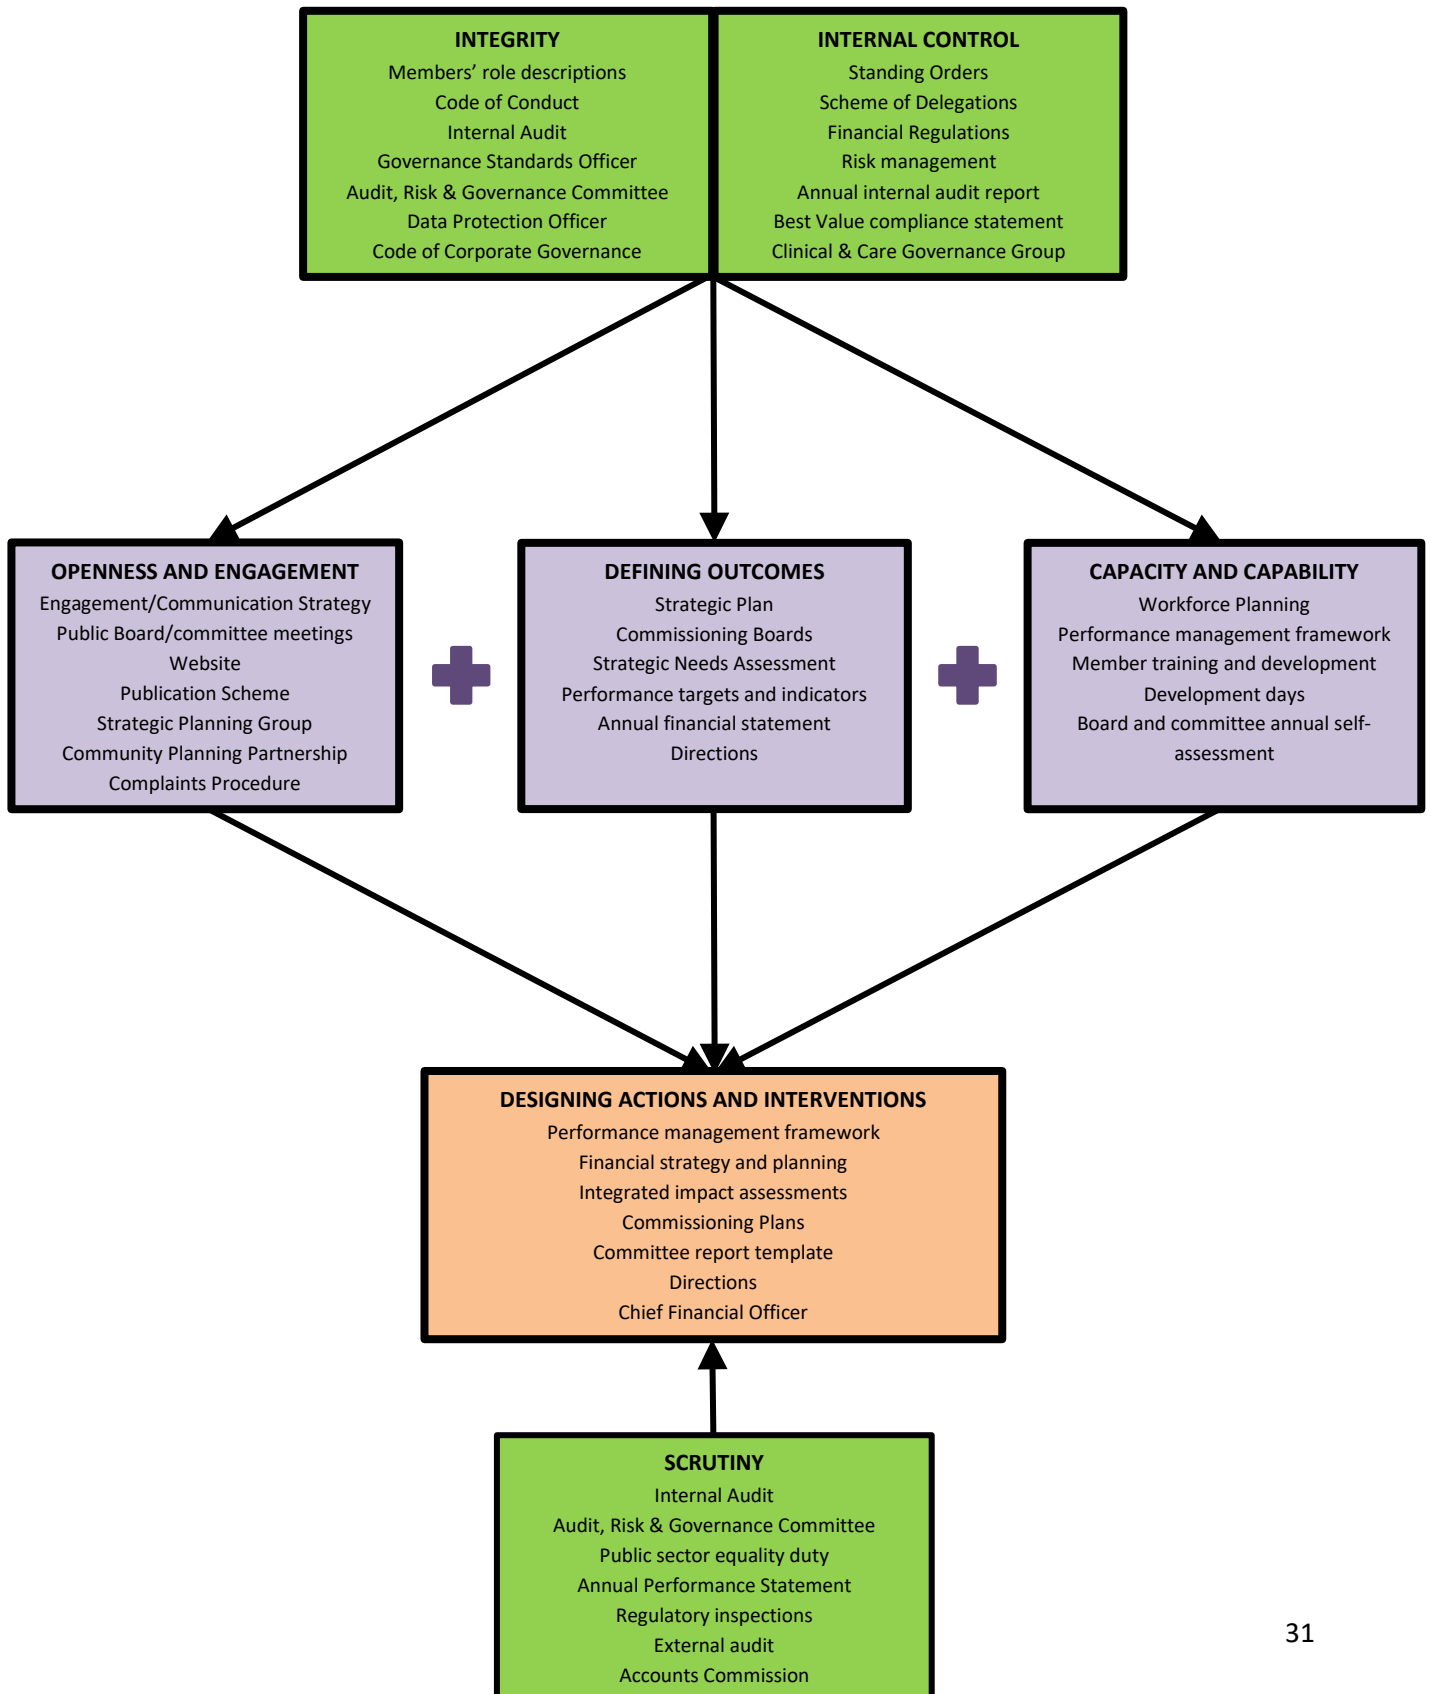 INTEGRITY
Members’ role descriptions
Code of Conduct
Internal Audit
Governance Standards Officer
Audit, Risk & Governance Committee
Data Protection Officer
Code of Corporate Governance
INTERNAL CONTROL
Standing Orders
Scheme of Delegations
Financial Regulations
Risk management
Annual internal audit report
Best Value compliance statement
Clinical & Care Governance Group
OPENNESS AND ENGAGEMENT
Engagement/Communication Strategy
Public Board/committee meetings
Website
Publication Scheme
Strategic Planning Group
Community Planning Partnership
Complaints Procedure
DEFINING OUTCOMES
Strategic Plan
Commissioning Boards
Strategic Needs Assessment
Performance targets and indicators
Annual financial statement
Directions
CAPACITY AND CAPABILITY
Workforce Planning
Performance management framework
Member training and development
Development days
Board and committee annual self-
assessment
DESIGNING ACTIONS AND INTERVENTIONS
Performance management framework
Financial strategy and planning
Integrated impact assessments
Commissioning Plans
Committee report template
Directions
Chief Financial Officer
SCRUTINY
Internal Audit
Audit, Risk & Governance Committee
Public sector equality duty
Annual Performance Statement
Regulatory inspections
External audit
Accounts Commission
31